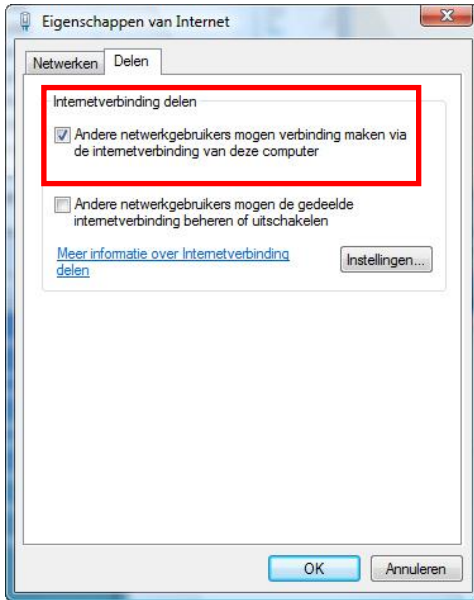 Eigenschappen van Internet
Netwerken Delen
Internetverbinding delen
Andere netwerkgebruikers mogen verbinding maken via
de internetverbinding van deze computer
Andere netwerkgebruikers mogen de gedeelde
internetverbinding beheren of uitschakelen
Meer informatie over Internetverbinding
delen
Instellingen...
OK Annuleren